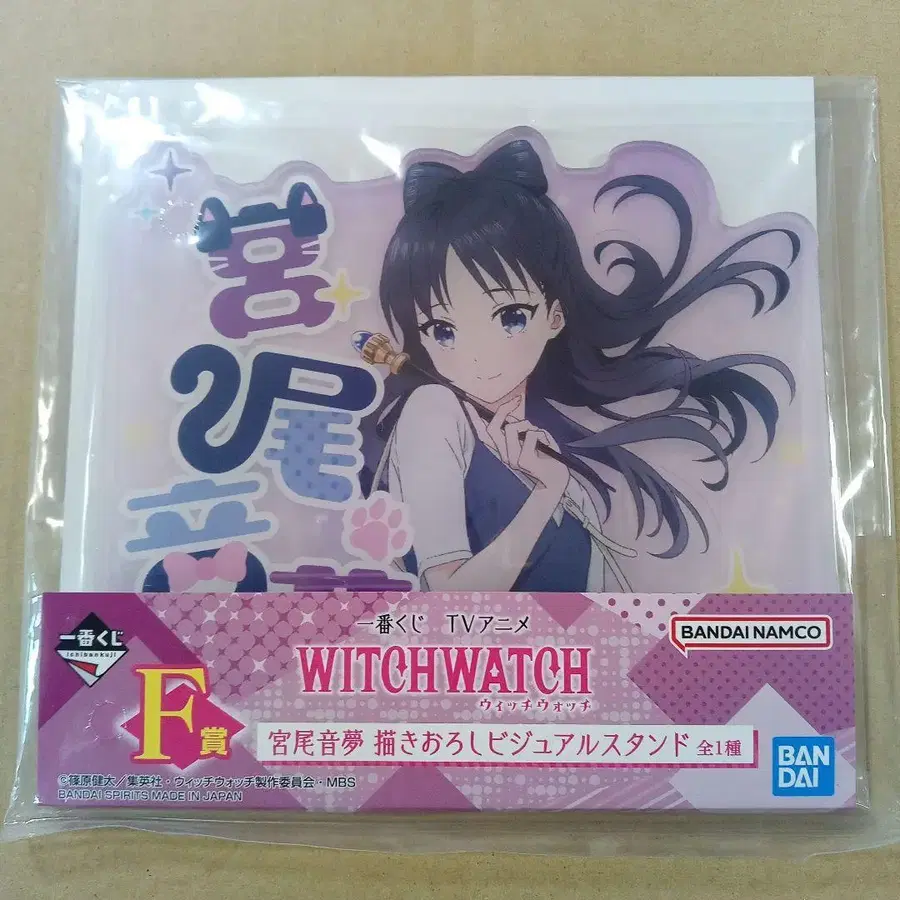 宮尾音
一番くじ
ichibankuji
F賞
一番くじ TVアニメ
WITCHWATCH
ウィッチウォッチ
宮尾音夢 描きおろしビジュアルスタンド 全1種
BANDAI NAMCO
BAN
DAI
©篠原健太／集英社・ウィッチウォッチ製作委員会・MBS
BANDAI SPIRITS MADE IN JAPAN